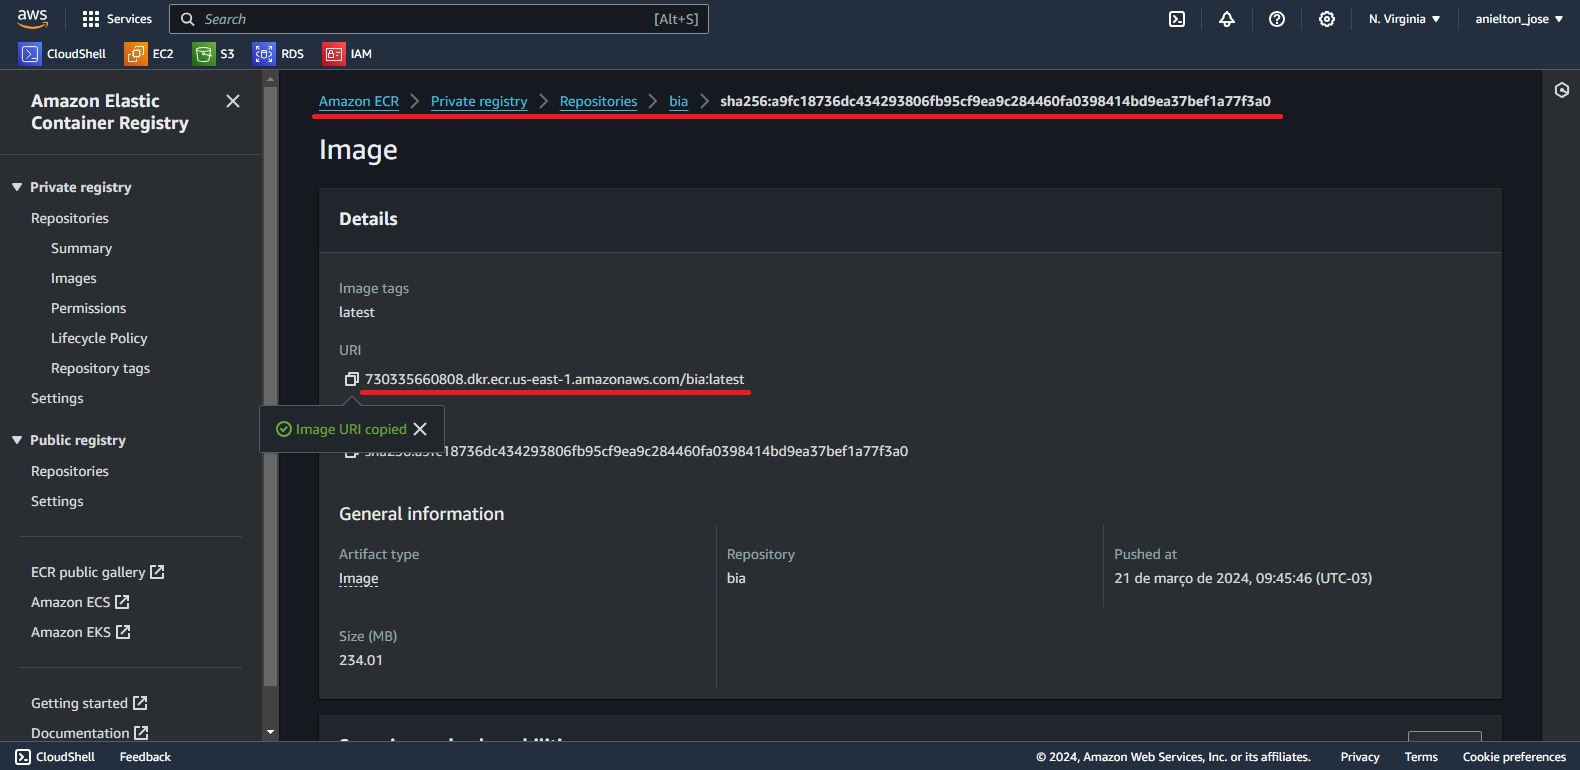 aws
Services
Search
[Alt+S]
N. Virginia
anielton_jose
CloudShell
EC2
S3
RDS
IAM
Amazon Elastic
Container Registry
Private registry
Repositories
Summary
Images
Permissions
Lifecycle Policy
Repository tags
Settings
Public registry
Repositories
Settings
ECR public gallery
Amazon ECS
Amazon EKS
Getting started
Documentation
Amazon ECR
Private registry
Repositories
bia
sha256:a9fc18736dc434293806fb95cf9ea9c284460fa0398414bd9ea37bef1a77f3a0
Image
Details
Image tags
latest
URI
730335660808.dkr.ecr.us-east-1.amazonaws.com/bia:latest
Image URI copied
sha256:a9fc18736dc434293806fb95cf9ea9c284460fa0398414bd9ea37bef1a77f3a0
General information
Artifact type
Image
Repository
bia
Pushed at
21 de março de 2024, 09:45:46 (UTC-03)
Size (MB)
234.01
CloudShell
Feedback
© 2024, Amazon Web Services, Inc. or its affiliates.
Privacy
Terms
Cookie preferences